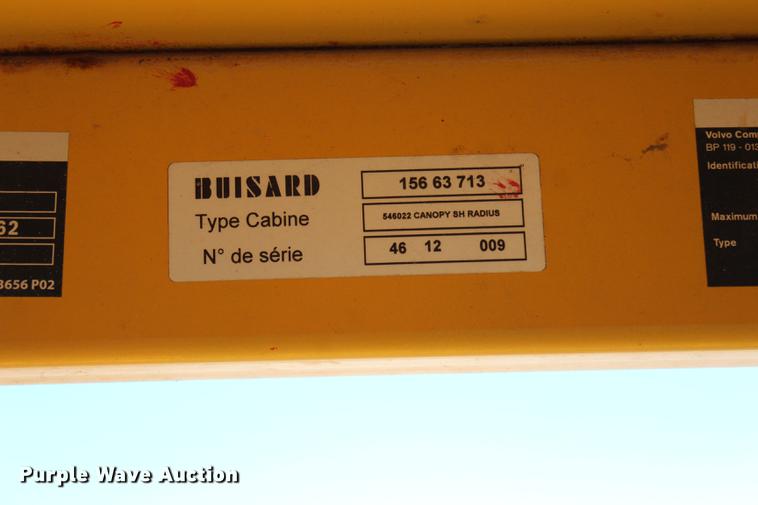 BUISARD 156 63 713
Type Cabine 546022 CANOPY SH RADIUS
N° de série 46 12 009
62
3656 P02
Volvo Com
BP 119 - 013
Identificati
Maximum
Type
Purple Wave Auction